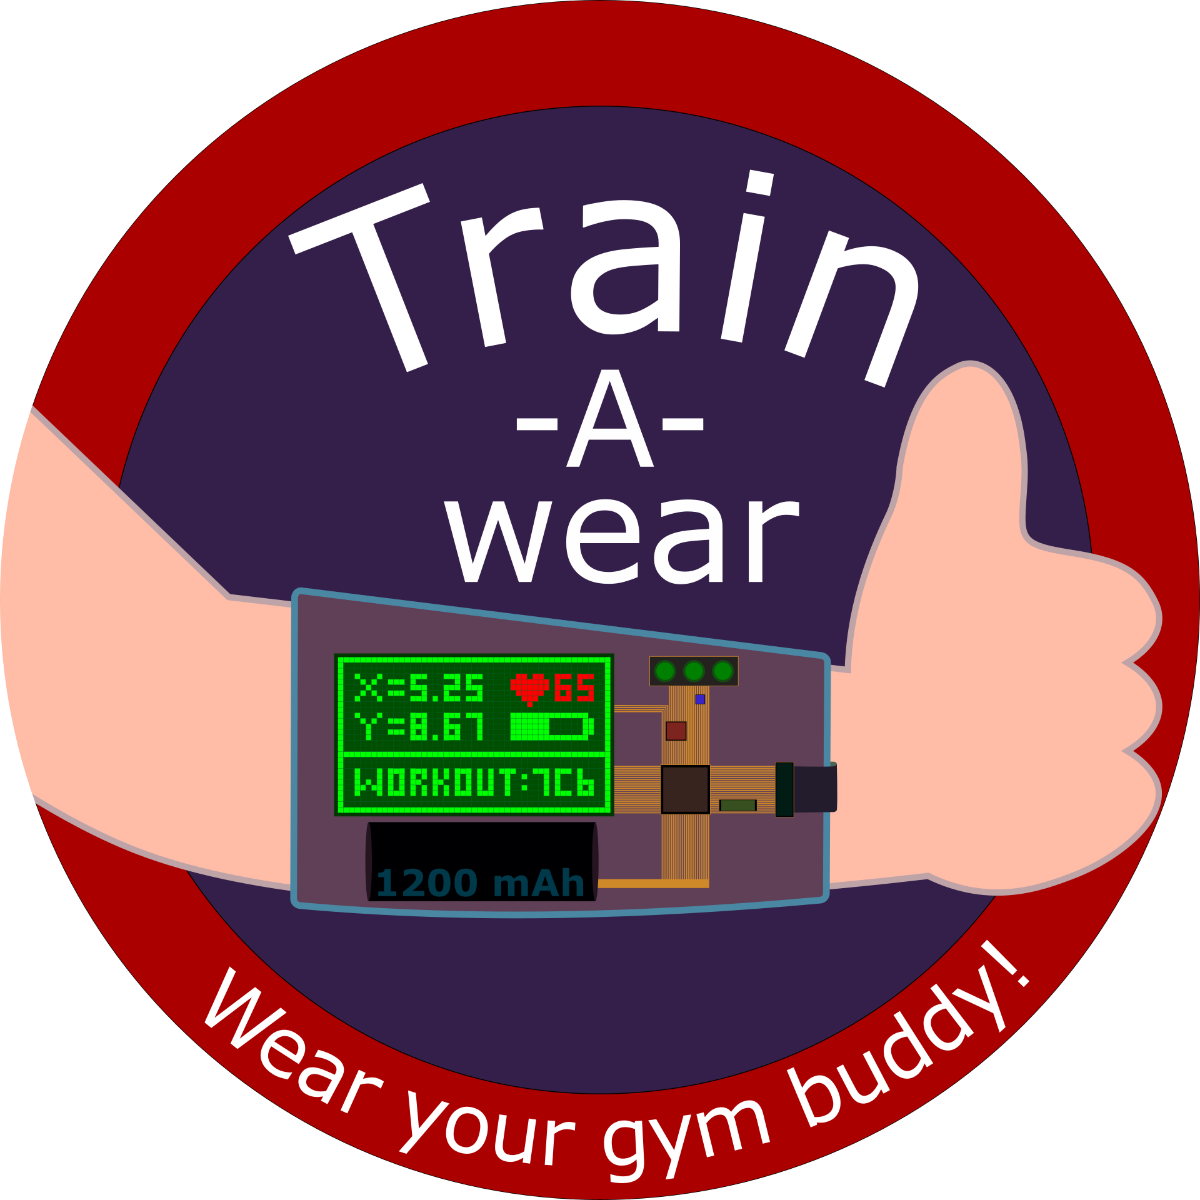 Train
-A-
wear
X=5.25 ♥65
Y=8.67
WORKOUT:7C6
1200 mAh
Wear your gym buddy!